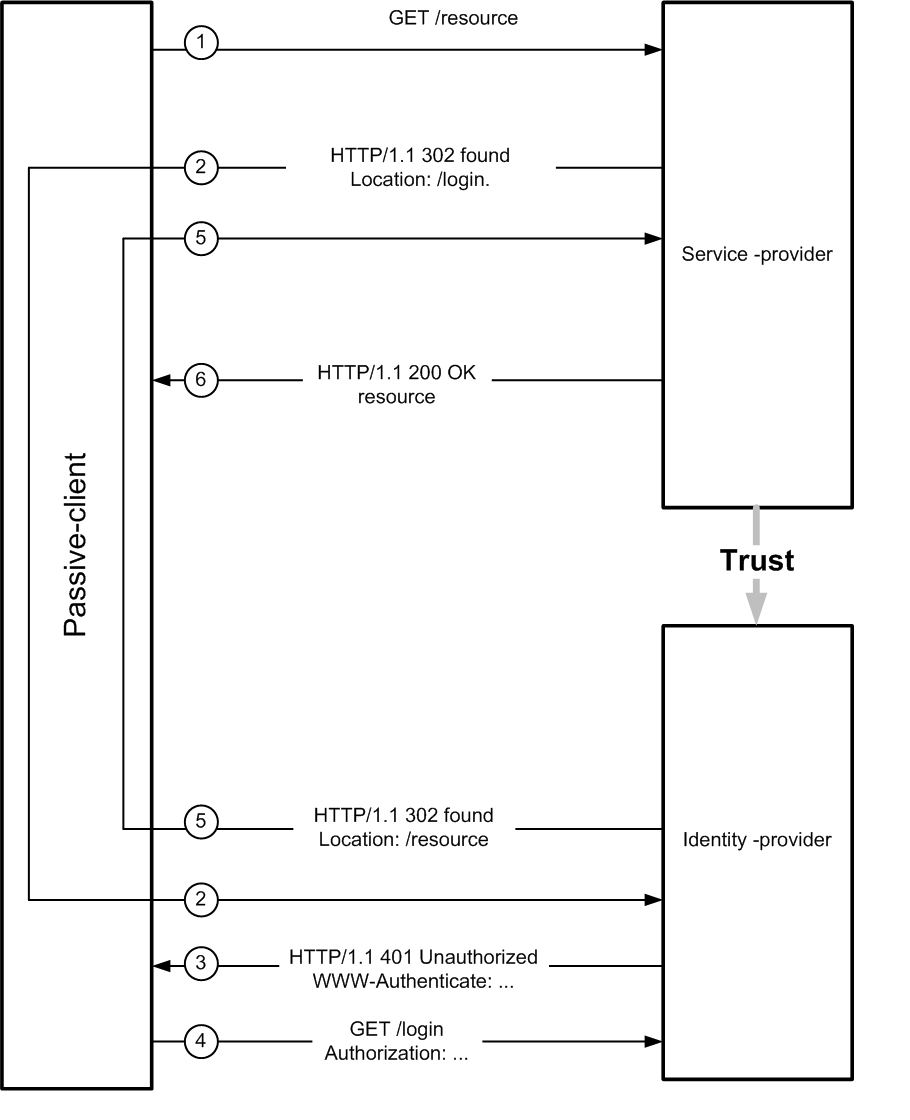 GET /resource
1
HTTP/1.1 302 found
2
Location: /login.
5
Service -provider
HTTP/1.1 200 OK
6
resource
Passive-client
Trust
HTTP/1.1 302 found
5
Location: /resource
Identity -provider
2
HTTP/1.1 401 Unauthorized
3
WWW-Authenticate: ...
GET /login
4
Authorization: ...